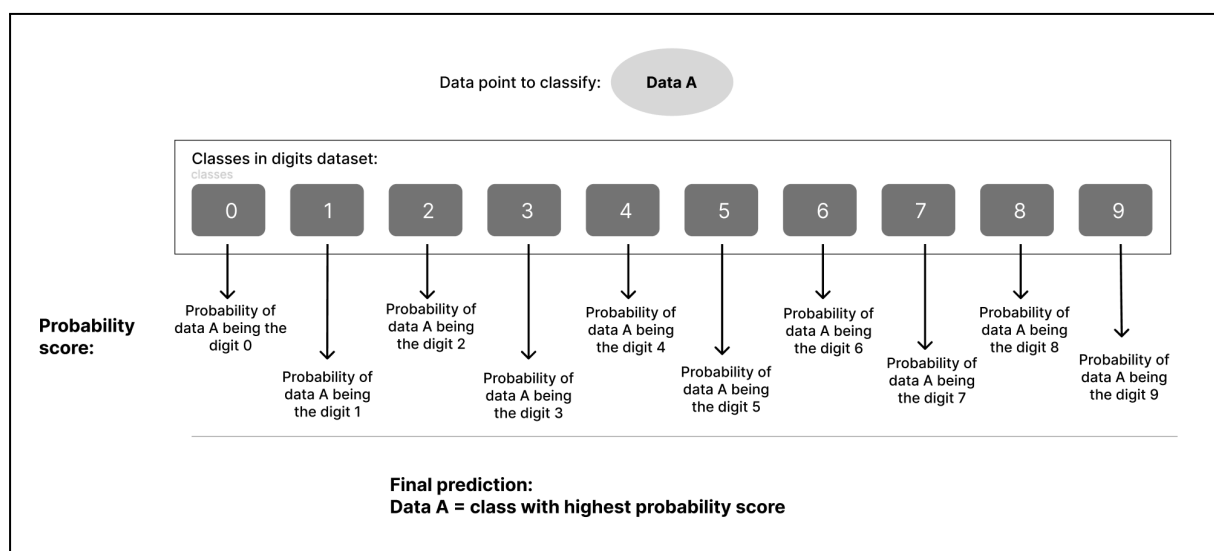 Data point to classify:
Data A
Classes in digits dataset:
classes
0
1
2
3
4
5
6
7
8
9
Probability
score:
Probability of
data A being the
digit 0
Probability of
data A being
the digit 1
Probability of
data A being
the digit 2
Probability of
data A being
the digit 3
Probability of
data A being
the digit 4
Probability of
data A being
the digit 5
Probability of
data A being
the digit 6
Probability of
data A being
the digit 7
Probability of
data A being
the digit 8
Probability of
data A being
the digit 9
Final prediction:
Data A = class with highest probability score